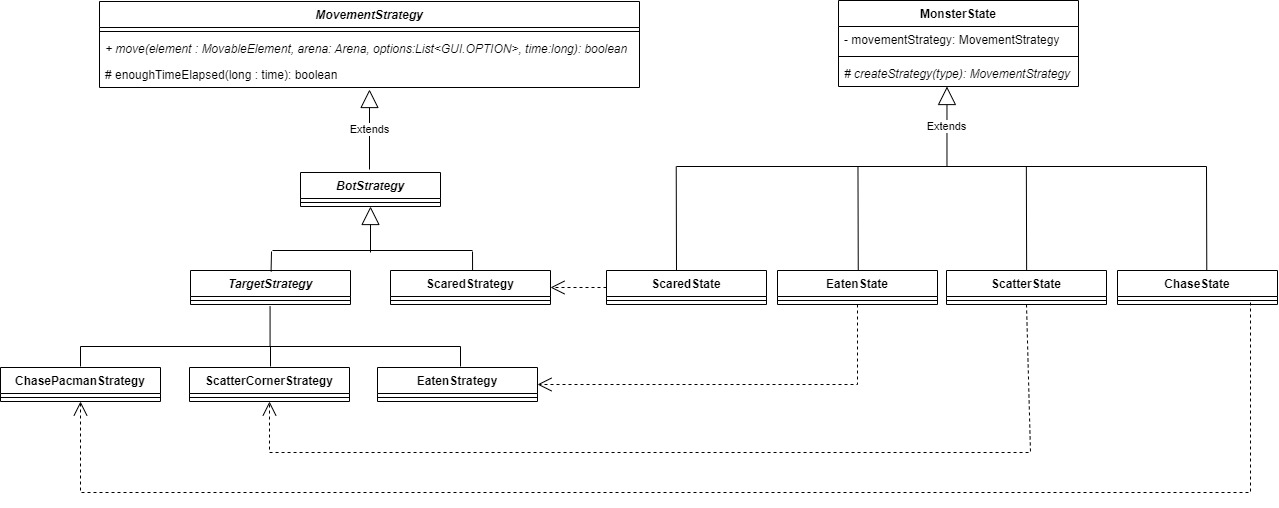 MovementStrategy
+ move(element : MovableElement, arena: Arena, options:List<GUI.OPTION>, time:long): boolean
# enoughTimeElapsed(long : time): boolean
MonsterState
- movementStrategy: MovementStrategy
# createStrategy(type): MovementStrategy
Extends
Extends
BotStrategy
TargetStrategy
ScaredStrategy
ScaredState
EatenState
ScatterState
ChaseState
ChasePacmanStrategy
ScatterCornerStrategy
EatenStrategy